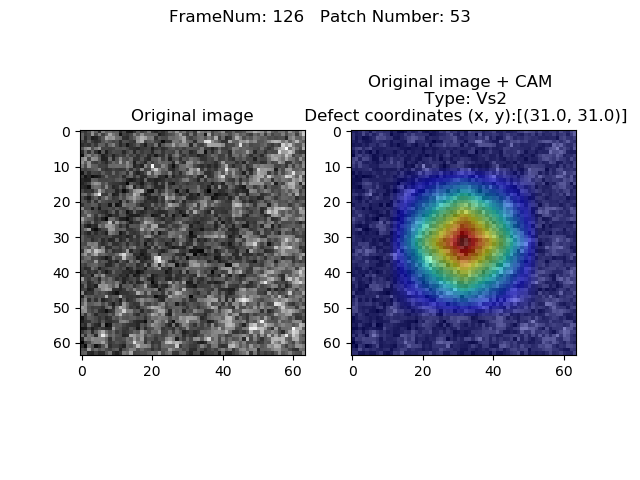 FrameNum: 126   Patch Number: 53
Original image
Original image + CAM
Type: Vs2
Defect coordinates (x, y):[(31.0, 31.0)]
0
10
20
30
40
50
60
0 20 40 60
0
10
20
30
40
50
60
0 20 40 60